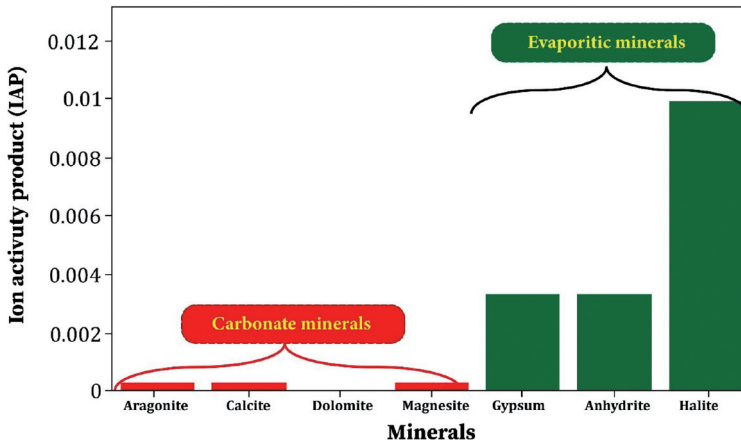 Ion activuty product (IAP)
0.012
0.01
0.008
0.006
0.004
0.002
0
Evaporitic minerals
Carbonate minerals
Aragonite
Calcite
Dolomite
Magnesite
Gypsum
Anhydrite
Halite
Minerals